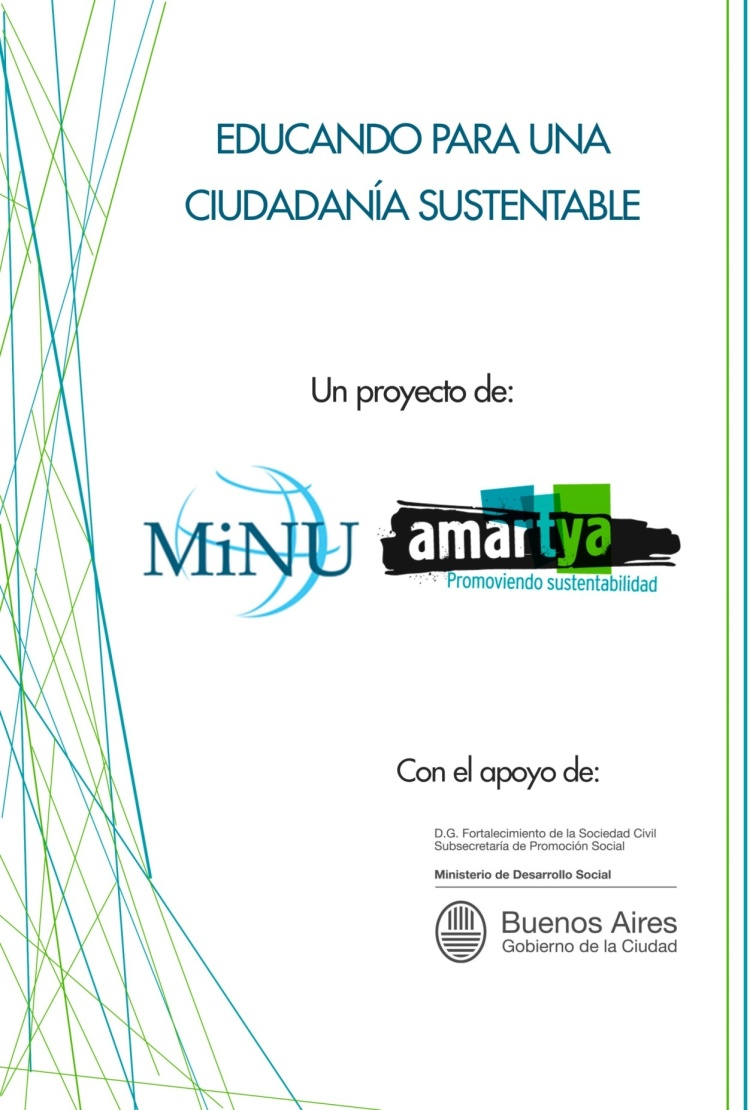 EDUCANDO PARA UNA
CIUDADANÍA SUSTENTABLE
Un proyecto de:
MiNU
amartya
Promoviendo sustentabilidad
Con el apoyo de:
D.G. Fortalecimiento de la Sociedad Civil
Subsecretaría de Promoción Social
Ministerio de Desarrollo Social
Buenos Aires
Gobierno de la Ciudad